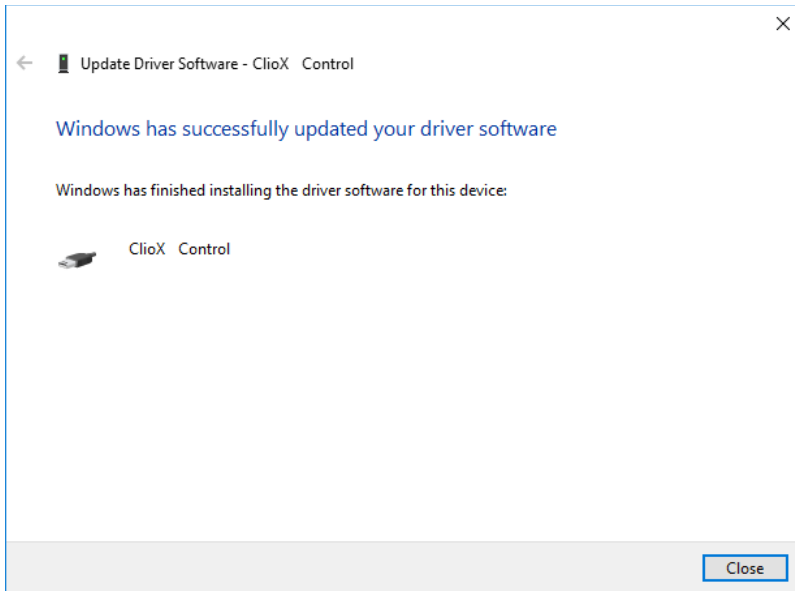 Update Driver Software - ClioX Control
Windows has successfully updated your driver software
Windows has finished installing the driver software for this device:
ClioX Control
Close